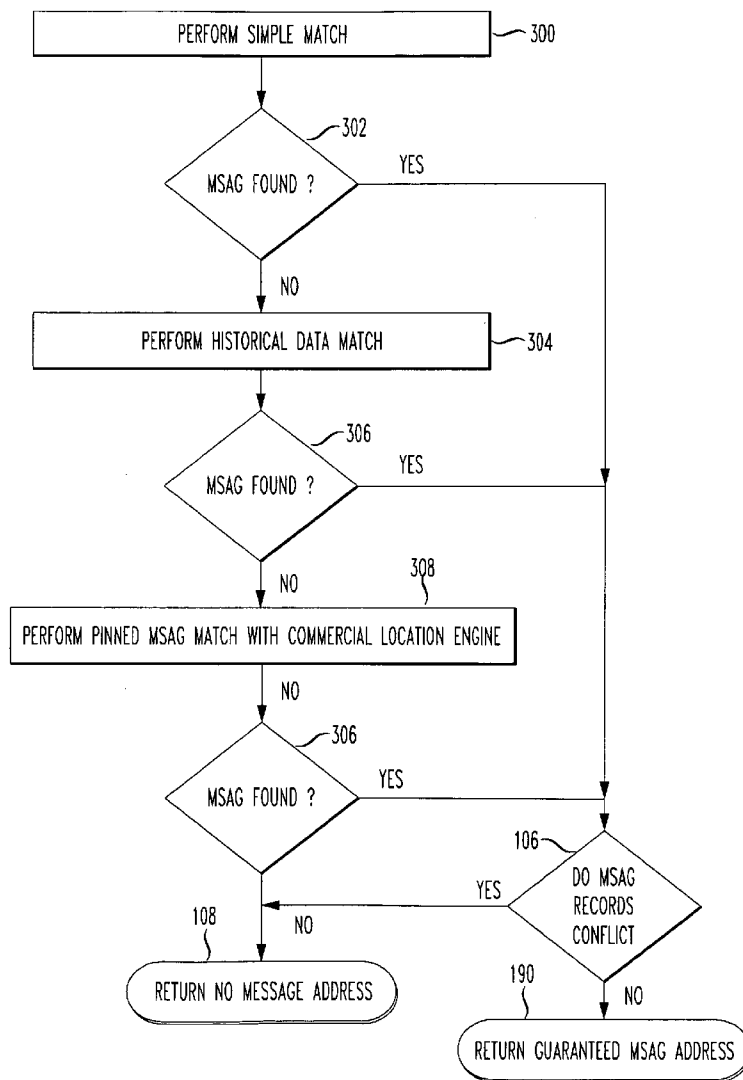 PERFORM SIMPLE MATCH
300
302
MSAG FOUND ?
YES
NO
PERFORM HISTORICAL DATA MATCH
304
306
MSAG FOUND ?
YES
NO
308
PERFORM PINNED MSAG MATCH WITH COMMERCIAL LOCATION ENGINE
NO
306
MSAG FOUND ?
YES
106
DO MSAG
RECORDS
CONFLICT
YES
NO
108
RETURN NO MESSAGE ADDRESS
NO
190
RETURN GUARANTEED MSAG ADDRESS